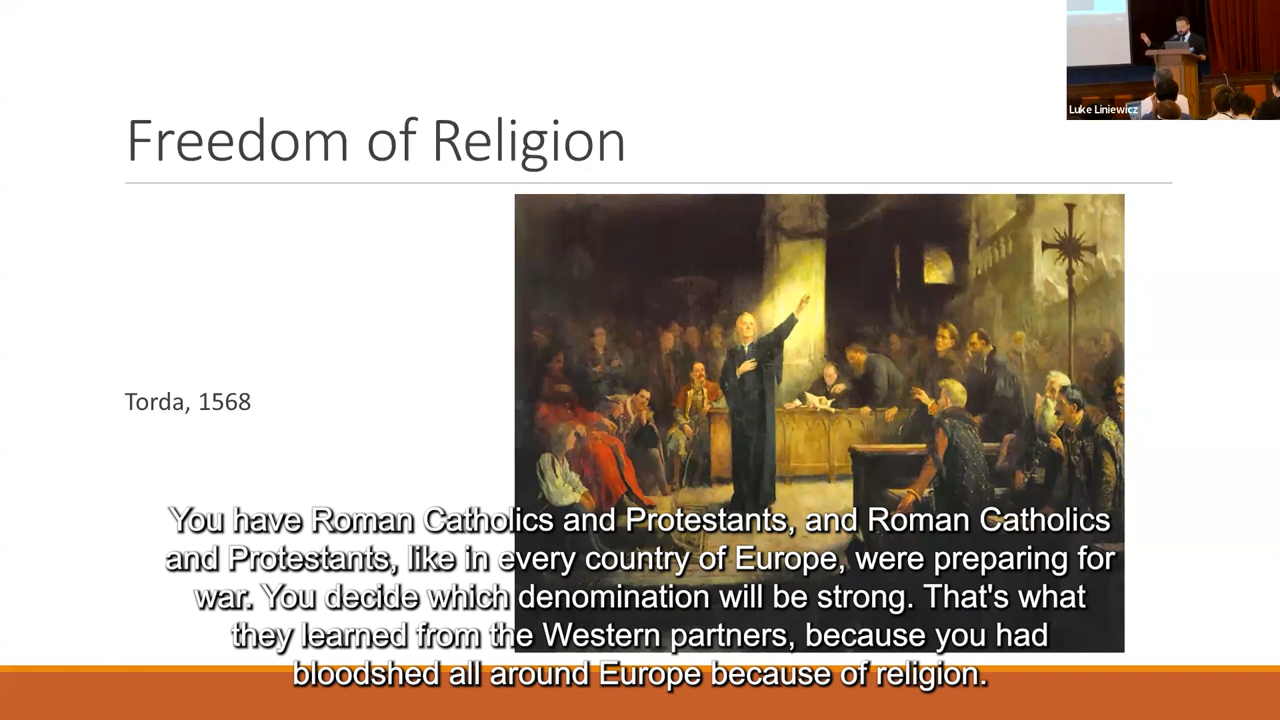 Luke Liniewicz
Freedom of Religion
Torda, 1568
You have Roman Catholics and Protestants, and Roman Catholics
and Protestants, like in every country of Europe, were preparing for
war. You decide which denomination will be strong. That's what
they learned from the Western partners, because you had
bloodshed all around Europe because of religion.